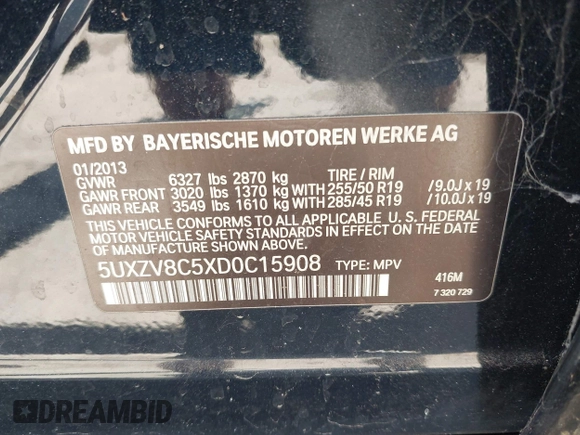 MFD BY BAYERISCHE MOTOREN WERKE AG
01/2013
GVWR 6327 lbs 2870 kg TIRE / RIM
GAWR FRONT 3020 lbs 1370 kg WITH 255/50 R19 /9.0J x 19
GAWR REAR 3549 lbs 1610 kg WITH 285/45 R19 /10.0J x 19
THIS VEHICLE CONFORMS TO ALL APPLICABLE U. S. FEDERAL
MOTOR VEHICLE SAFETY STANDARDS IN EFFECT ON THE
DATE OF MANUFACTURE SHOWN ABOVE.
5UXZV8C5XD0C15908 TYPE: MPV
416M
7 320 729
DREAMBID